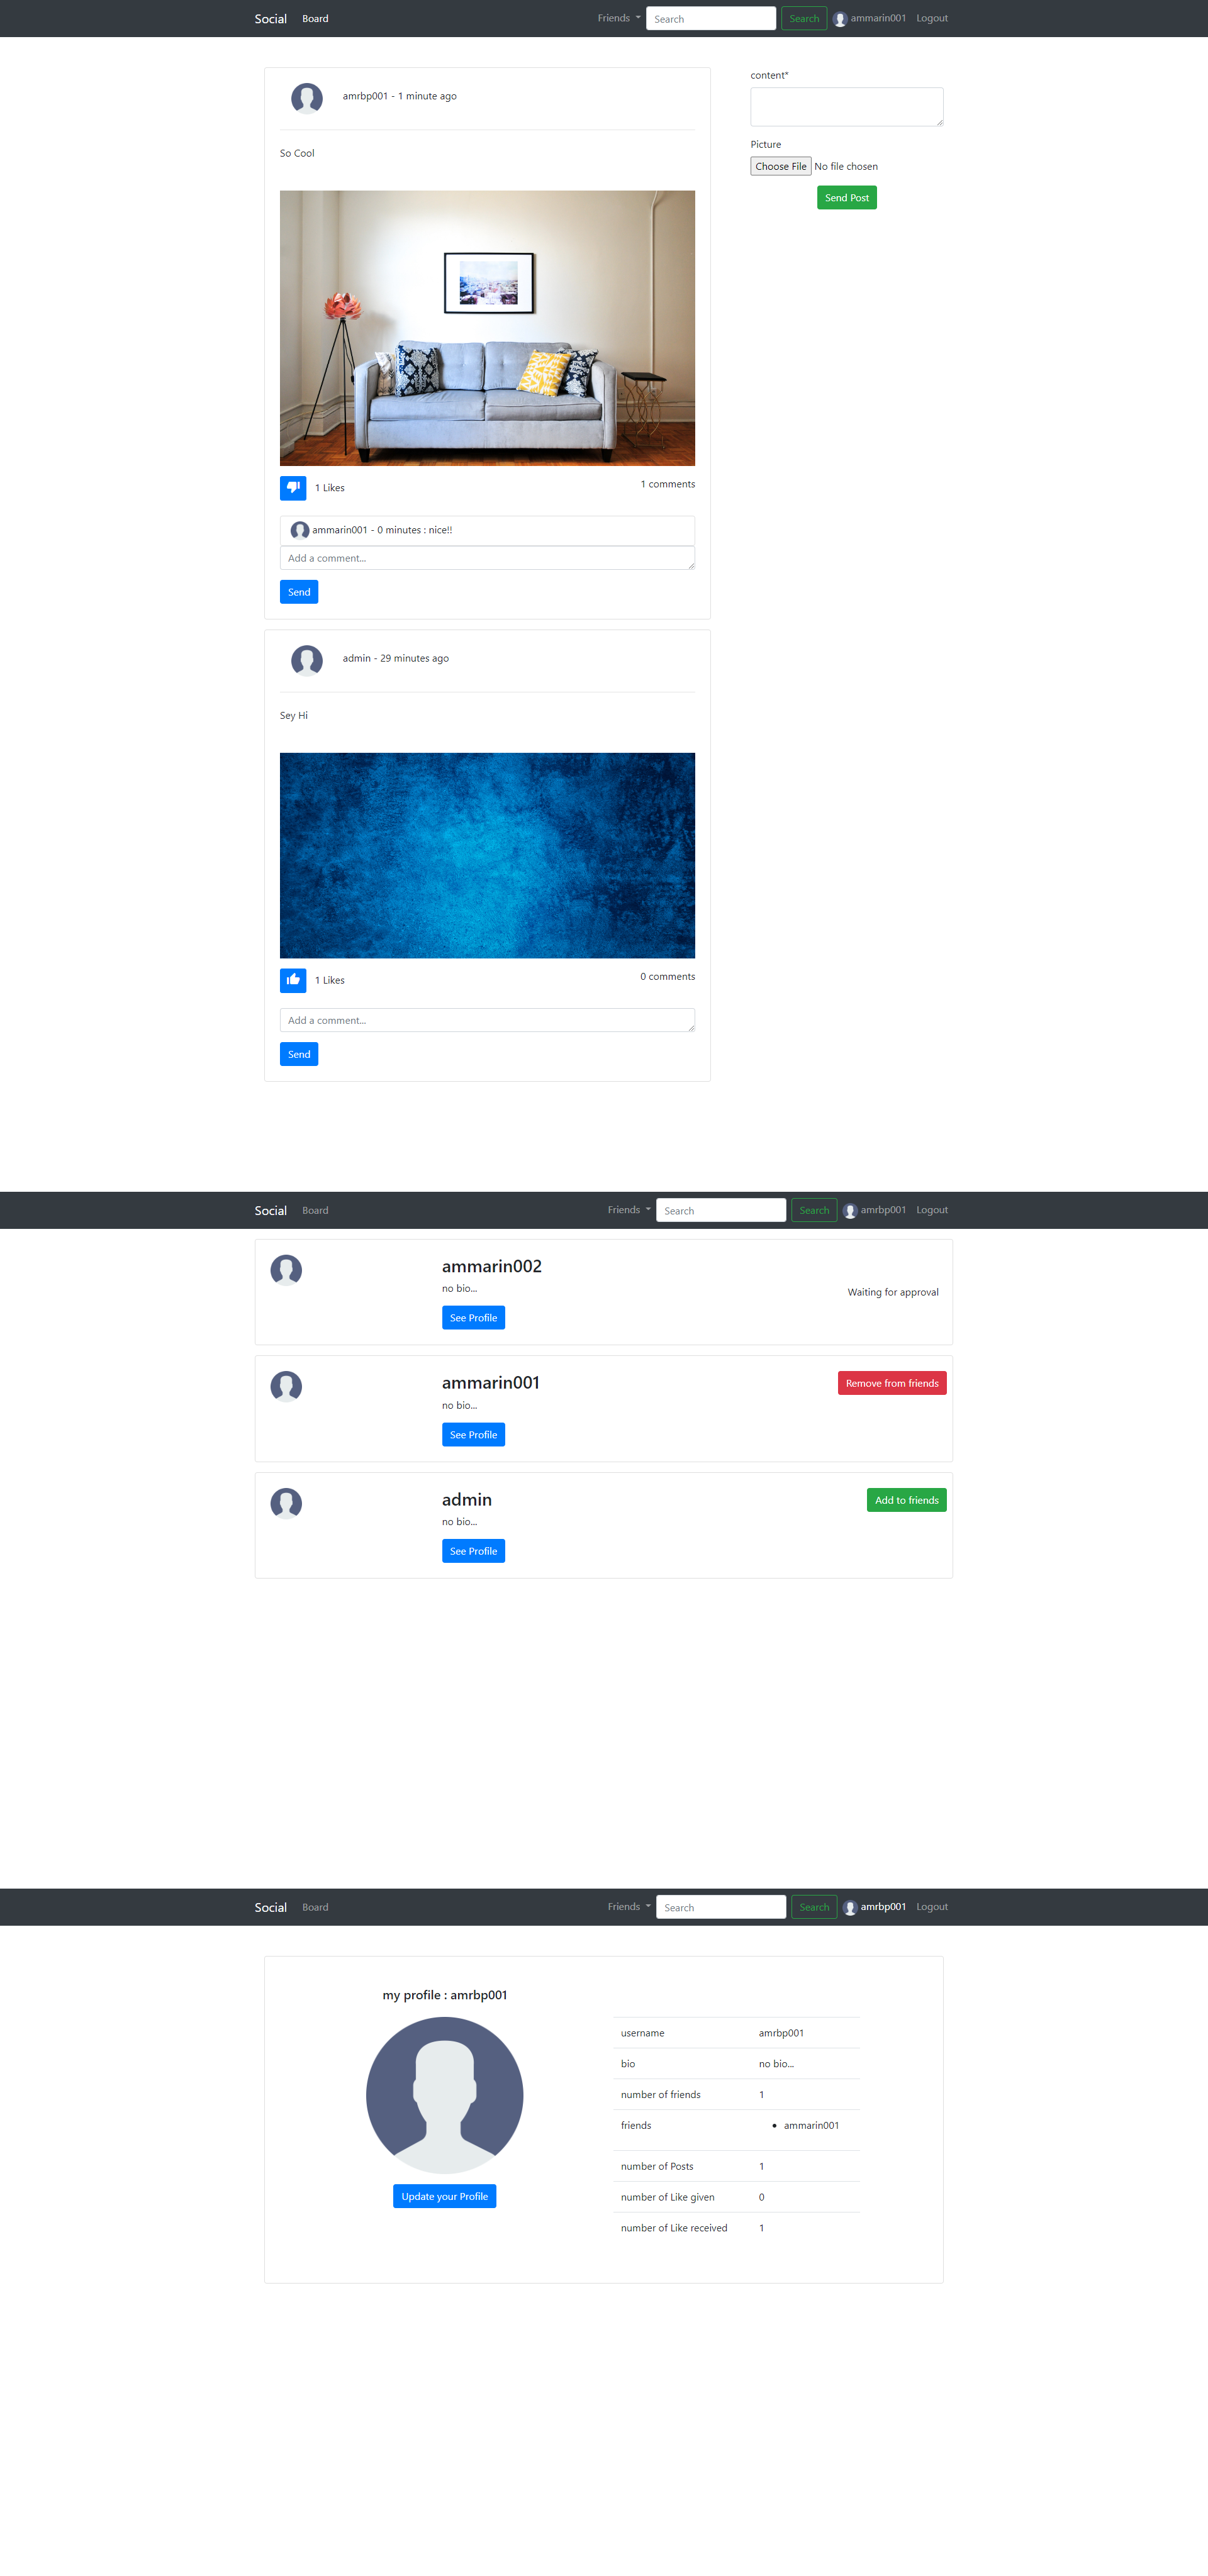 Social Board Friends Search Search ammarin001 Logout
amrbp001 - 1 minute ago
So Cool
1 Likes 1 comments
ammarin001 - 0 minutes : nice!!
Add a comment...
Send
admin - 29 minutes ago
Sey Hi
1 Likes 0 comments
Add a comment...
Send
content*
Picture
Choose File No file chosen
Send Post
Social Board Friends Search Search amrbp001 Logout
ammarin002
no bio...
See Profile
Waiting for approval
ammarin001
no bio...
See Profile
Remove from friends
admin
no bio...
See Profile
Add to friends
Social Board Friends Search Search amrbp001 Logout
my profile : amrbp001
Update your Profile
username amrbp001
bio no bio...
number of friends 1
friends • ammarin001
number of Posts 1
number of Like given 0
number of Like received 1